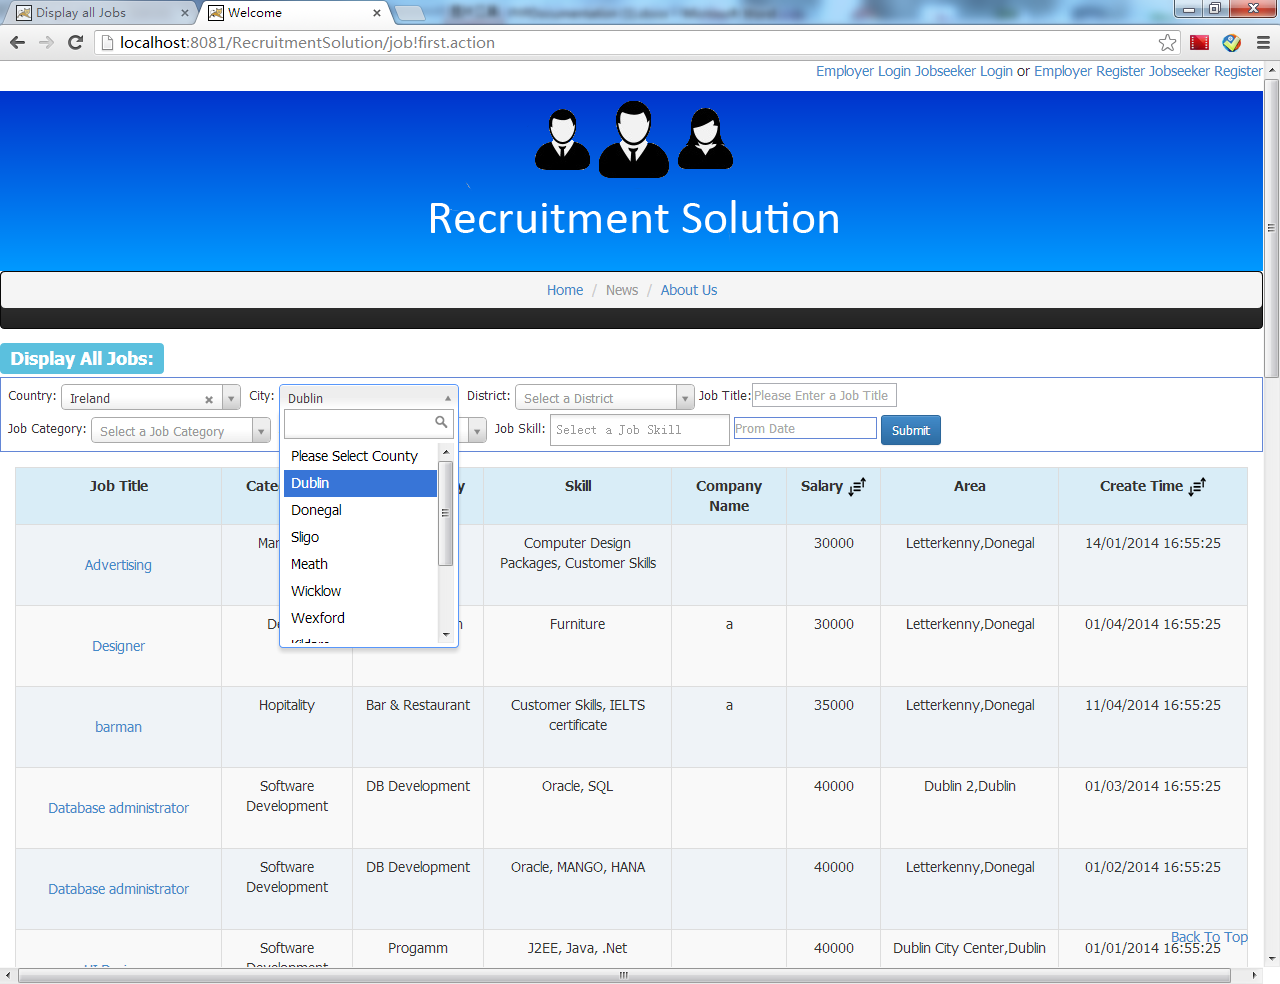 Display all Jobs
Welcome
localhost:8081/RecruitmentSolution/job!first.action
Employer Login Jobseeker Login or Employer Register Jobseeker Register
Recruitment Solution
Home / News / About Us
Display All Jobs:
Country: Ireland City: Dublin District: Select a District Job Title: Please Enter a Job Title
Job Category: Select a Job Category Job Skill: Select a Job Skill Prom Date Submit
Please Select County
Dublin
Donegal
Sligo
Meath
Wicklow
Wexford
Job Title Skill Company Name Salary Area Create Time
Advertising Computer Design Packages, Customer Skills 30000 Letterkenny,Donegal 14/01/2014 16:55:25
Designer Furniture a 30000 Letterkenny,Donegal 01/04/2014 16:55:25
barman Hopitality Bar & Restaurant Customer Skills, IELTS certificate a 35000 Letterkenny,Donegal 11/04/2014 16:55:25
Database administrator Software Development DB Development Oracle, SQL 40000 Dublin 2,Dublin 01/03/2014 16:55:25
Database administrator Software Development DB Development Oracle, MANGO, HANA 40000 Letterkenny,Donegal 01/02/2014 16:55:25
Software Development Progamm J2EE, Java, .Net 40000 Dublin City Center,Dublin 01/01/2014 16:55:25
Back To Top